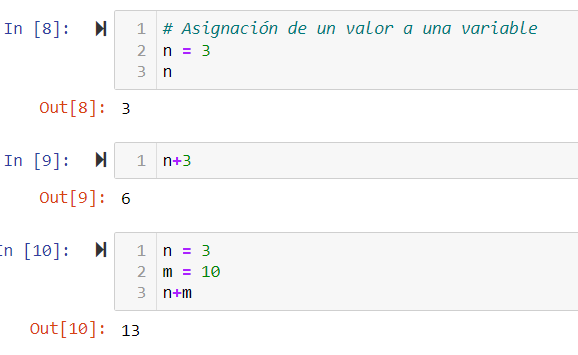 In [8]:
1 # Asignación de un valor a una variable
2 n = 3
3 n
Out[8]: 3
In [9]:
1 n+3
Out[9]: 6
In [10]:
1 n = 3
2 m = 10
3 n+m
Out[10]: 13